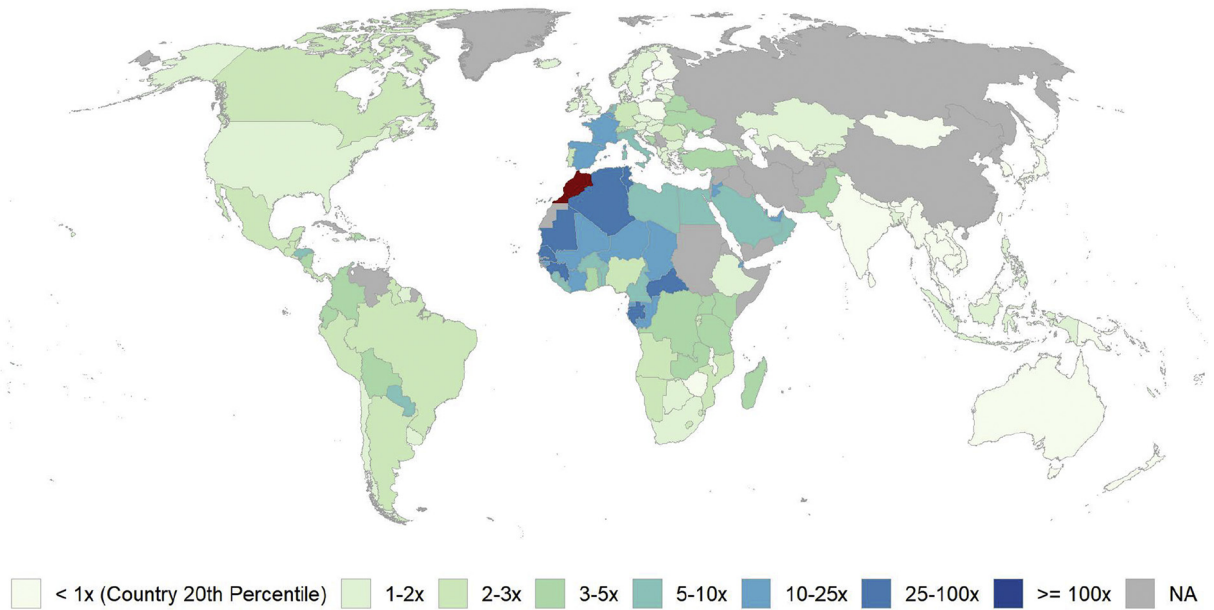 < 1x (Country 20th Percentile) 1-2x 2-3x 3-5x 5-10x 10-25x 25-100x >= 100x NA